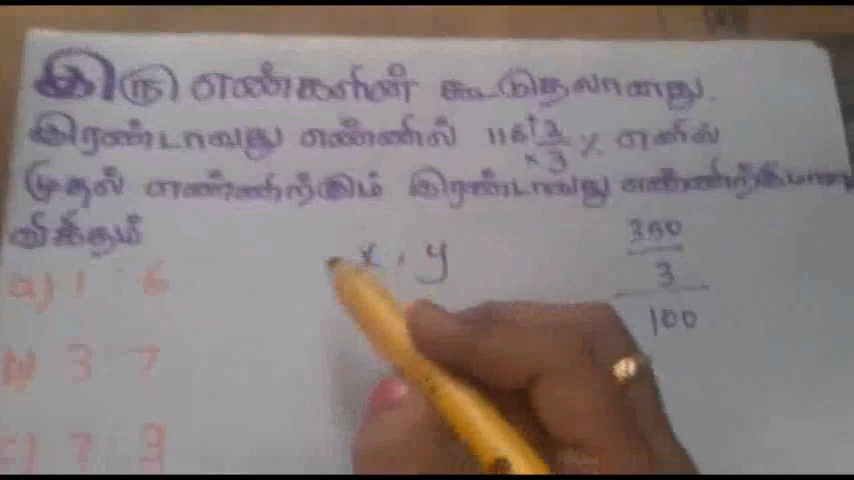 இரு எண்களின் கூடுதலானது.
இரண்டாவது எண்ணில் 116 2/3 % எனில்
முதல் எண்ணிற்கும் இரண்டாவது எண்ணிற்குமான
விகிதம்
x , y
350
3
100
a) 1 6
b) 3 7
c) 7 3